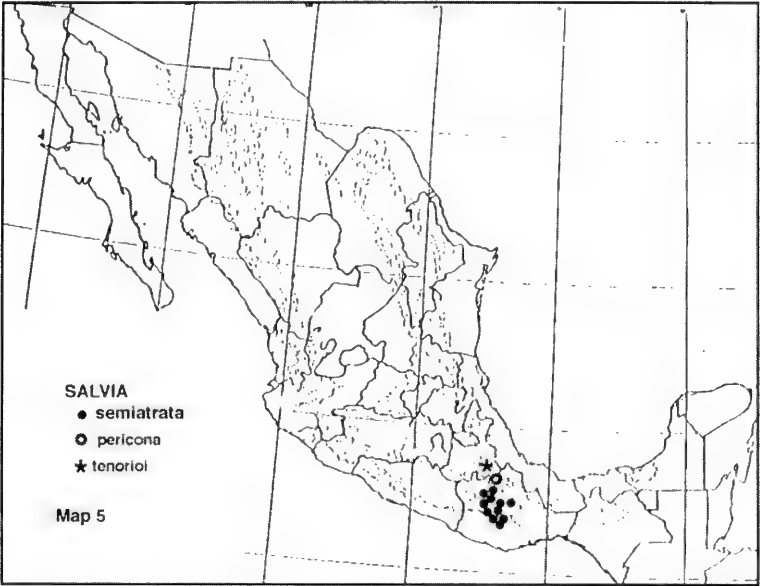 SALVIA
● semiatrata
○ pericona
★ tenorioi
Map 5